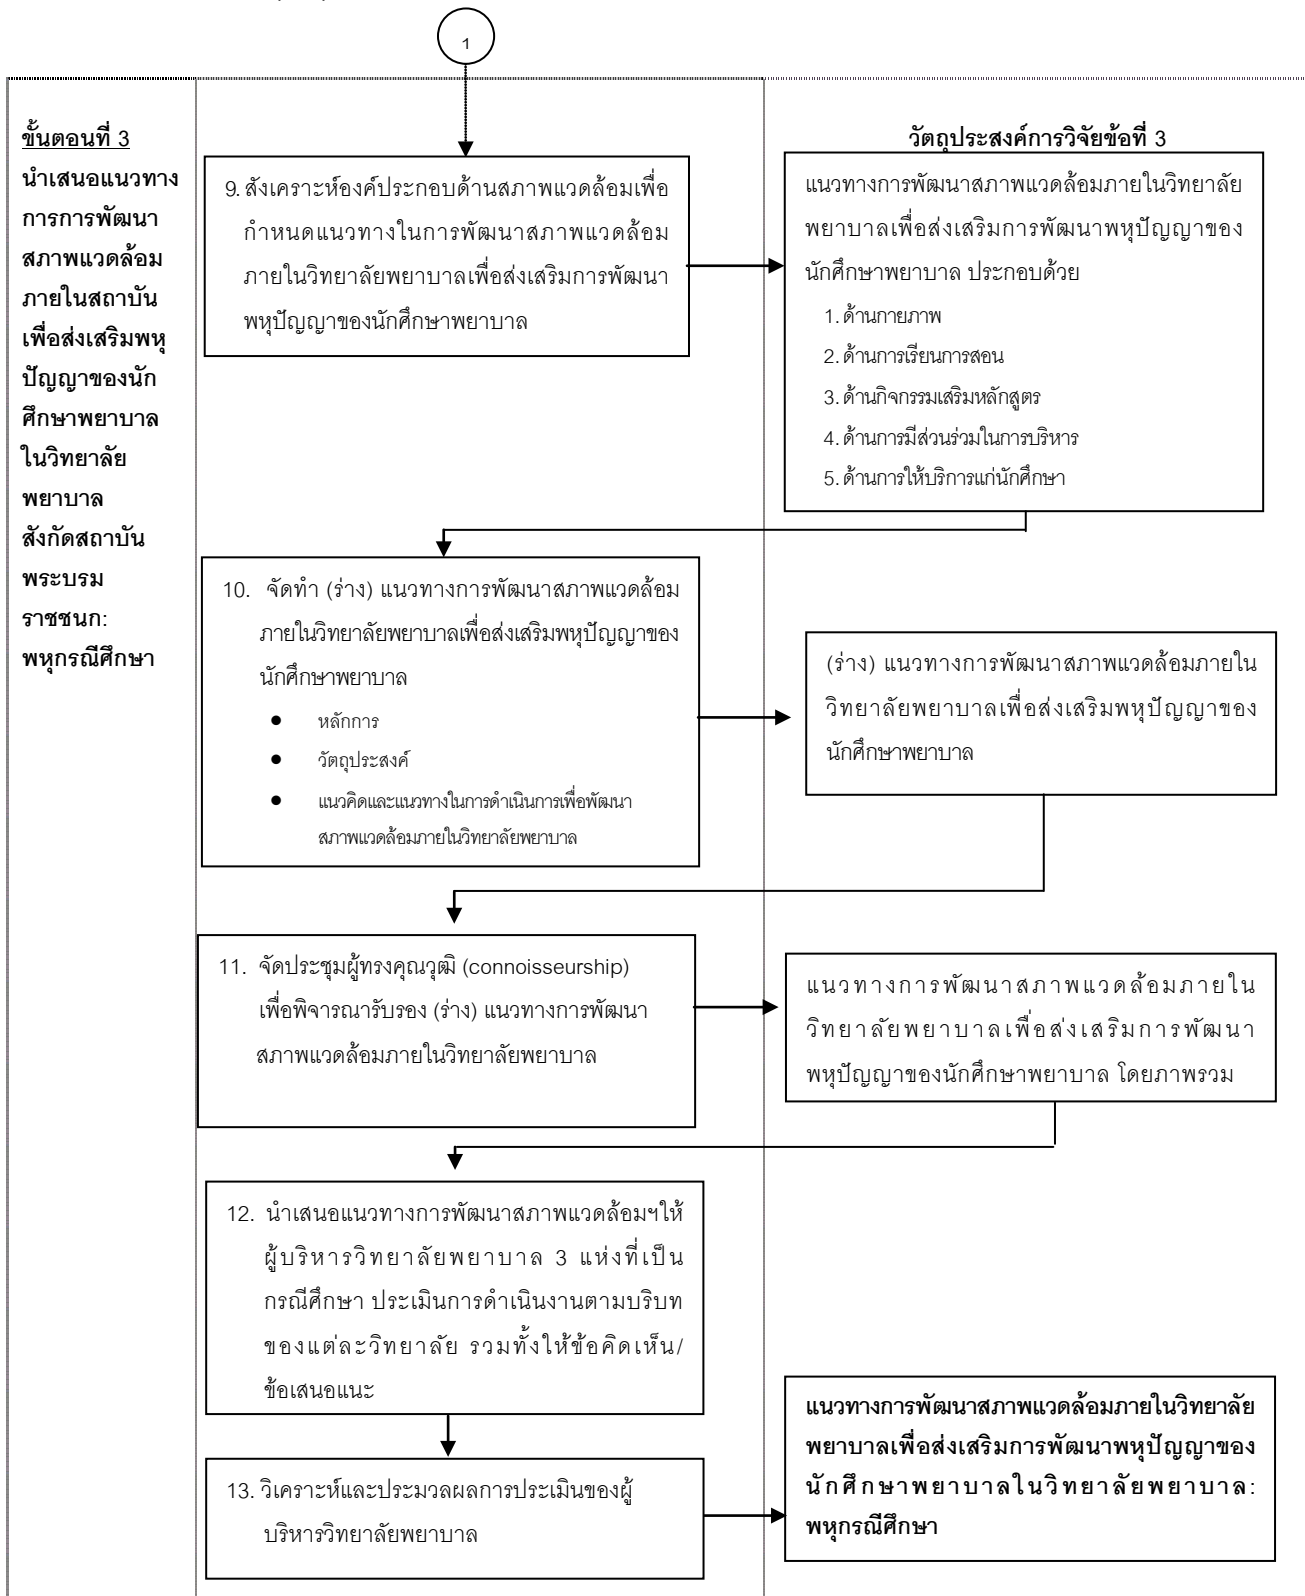 1
ขั้นตอนที่ 3
นำเสนอแนวทาง
การการพัฒนา
สภาพแวดล้อม
ภายในสถาบัน
เพื่อส่งเสริมพหุ
ปัญญาของนัก
ศึกษาพยาบาล
ในวิทยาลัย
พยาบาล
สังกัดสถาบัน
พระบรม
ราชชนก:
พหุกรณีศึกษา
9. สังเคราะห์องค์ประกอบด้านสภาพแวดล้อมเพื่อ
กำหนดแนวทางในการพัฒนาสภาพแวดล้อม
ภายในวิทยาลัยพยาบาลเพื่อส่งเสริมการพัฒนา
พหุปัญญาของนักศึกษาพยาบาล
วัตถุประสงค์การวิจัยข้อที่ 3
แนวทางการพัฒนาสภาพแวดล้อมภายในวิทยาลัย
พยาบาลเพื่อส่งเสริมการพัฒนาพหุปัญญาของ
นักศึกษาพยาบาล ประกอบด้วย
1. ด้านกายภาพ
2. ด้านการเรียนการสอน
3. ด้านกิจกรรมเสริมหลักสูตร
4. ด้านการมีส่วนร่วมในการบริหาร
5. ด้านการให้บริการแก่นักศึกษา
10. จัดทำ (ร่าง) แนวทางการพัฒนาสภาพแวดล้อม
ภายในวิทยาลัยพยาบาลเพื่อส่งเสริมพหุปัญญาของ
นักศึกษาพยาบาล
● หลักการ
● วัตถุประสงค์
● แนวคิดและแนวทางในการดำเนินการเพื่อพัฒนา
สภาพแวดล้อมภายในวิทยาลัยพยาบาล
(ร่าง) แนวทางการพัฒนาสภาพแวดล้อมภายใน
วิทยาลัยพยาบาลเพื่อส่งเสริมพหุปัญญาของ
นักศึกษาพยาบาล
11. จัดประชุมผู้ทรงคุณวุฒิ (connoisseurship)
เพื่อพิจารณารับรอง (ร่าง) แนวทางการพัฒนา
สภาพแวดล้อมภายในวิทยาลัยพยาบาล
แนวทางการพัฒนาสภาพแวดล้อมภายใน
วิทยาลัยพยาบาลเพื่อส่งเสริมการพัฒนา
พหุปัญญาของนักศึกษาพยาบาล โดยภาพรวม
12. นำเสนอแนวทางการพัฒนาสภาพแวดล้อมฯให้
ผู้บริหารวิทยาลัยพยาบาล 3 แห่งที่เป็น
กรณีศึกษา ประเมินการดำเนินงานตามบริบท
ของแต่ละวิทยาลัย รวมทั้งให้ข้อคิดเห็น/
ข้อเสนอแนะ
13. วิเคราะห์และประมวลผลการประเมินของผู้
บริหารวิทยาลัยพยาบาล
แนวทางการพัฒนาสภาพแวดล้อมภายในวิทยาลัย
พยาบาลเพื่อส่งเสริมการพัฒนาพหุปัญญาของ
นักศึกษาพยาบาลในวิทยาลัยพยาบาล:
พหุกรณีศึกษา